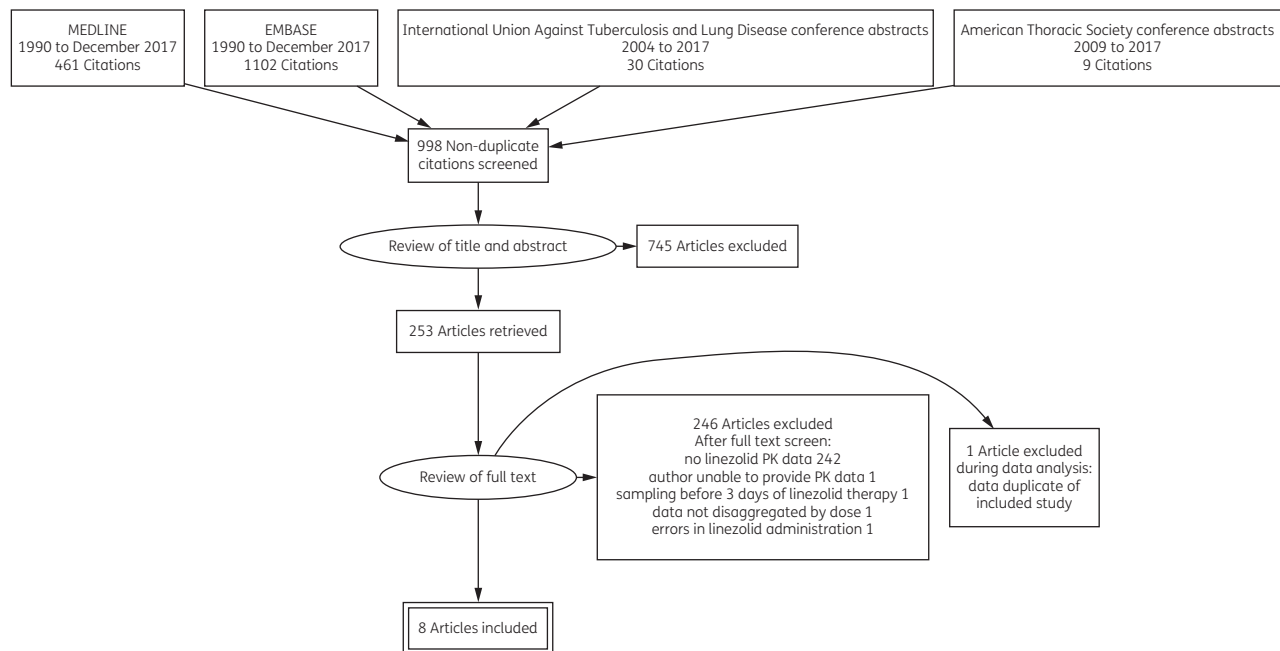 MEDLINE
1990 to December 2017
461 Citations
EMBASE
1990 to December 2017
1102 Citations
International Union Against Tuberculosis and Lung Disease conference abstracts
2004 to 2017
30 Citations
American Thoracic Society conference abstracts
2009 to 2017
9 Citations
998 Non-duplicate
citations screened
Review of title and abstract
745 Articles excluded
253 Articles retrieved
Review of full text
246 Articles excluded
After full text screen:
no linezolid PK data 242
author unable to provide PK data 1
sampling before 3 days of linezolid therapy 1
data not disaggregated by dose 1
errors in linezolid administration 1
1 Article excluded
during data analysis:
data duplicate of
included study
8 Articles included